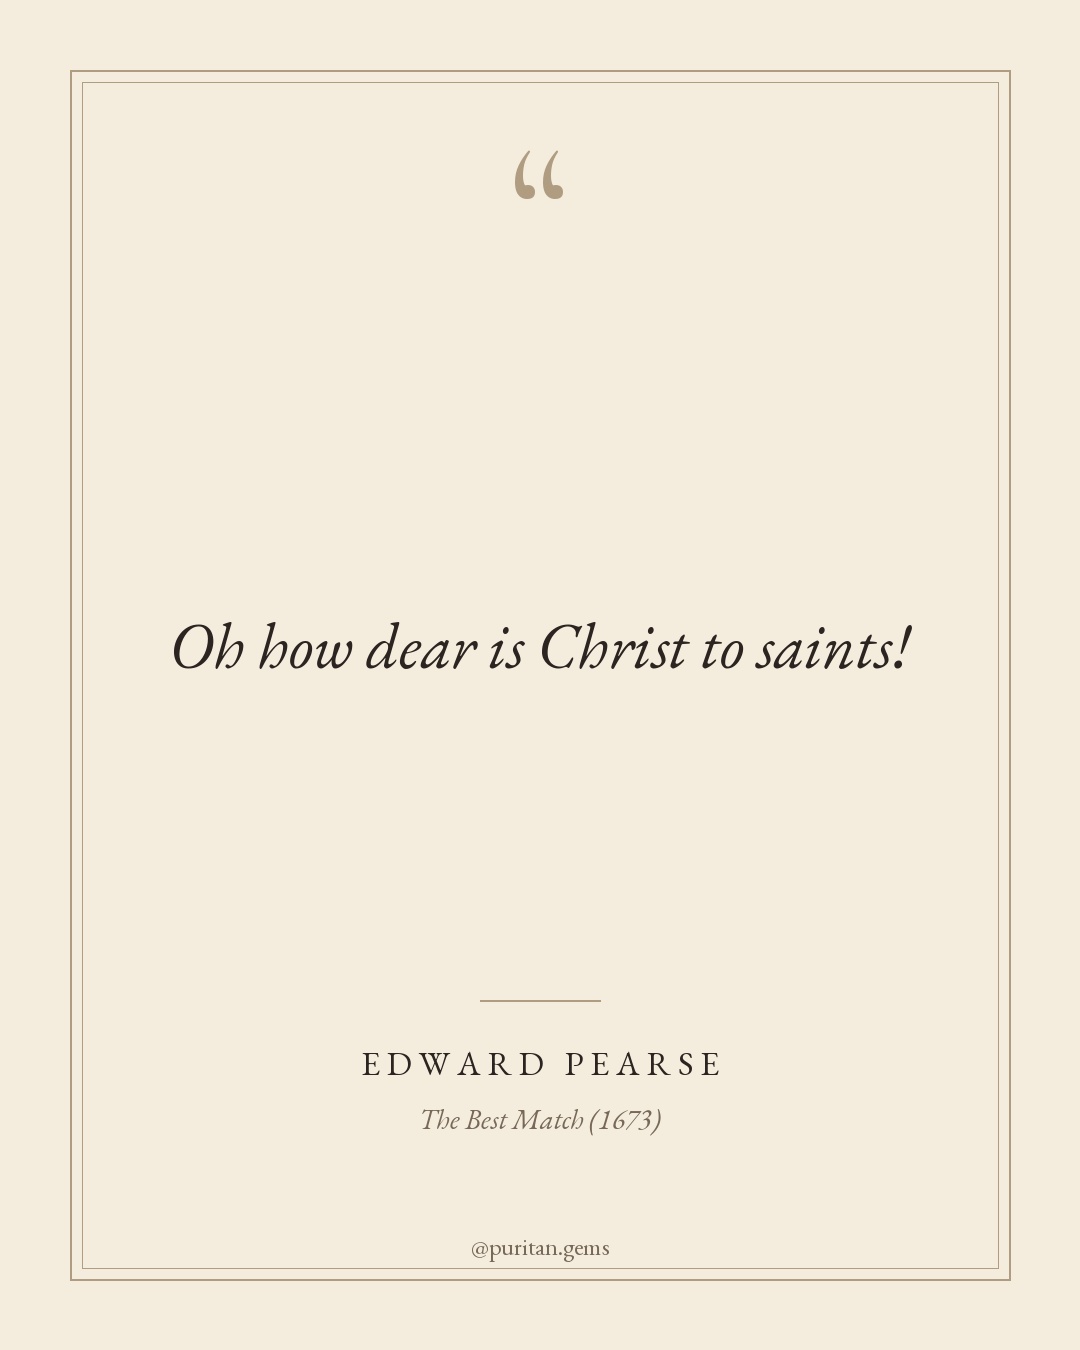 “
Oh how dear is Christ to saints!
EDWARD PEARSE
The Best Match (1673)
@puritan.gems